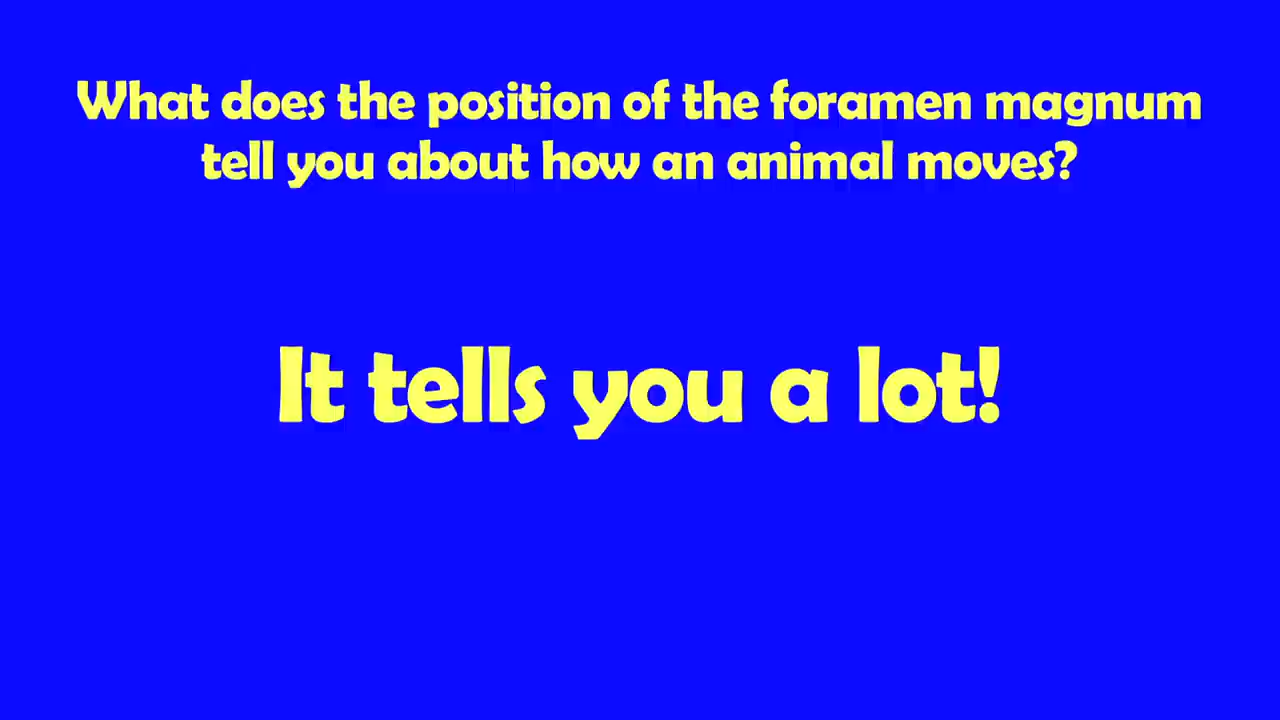 What does the position of the foramen magnum
tell you about how an animal moves?
It tells you a lot!